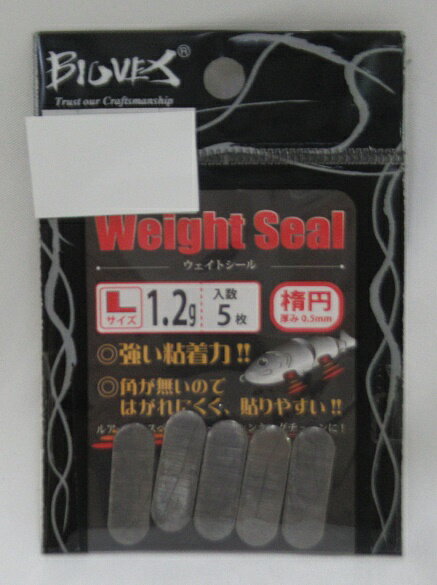 BIOVEX®
Trust our Craftsmanship
Weight Seal
ウェイトシール
L サイズ 1.2g 入数 5枚 楕円 厚み0.5mm
◎強い粘着力!!
◎角が無いので
はがれにくく、貼りやすい!!